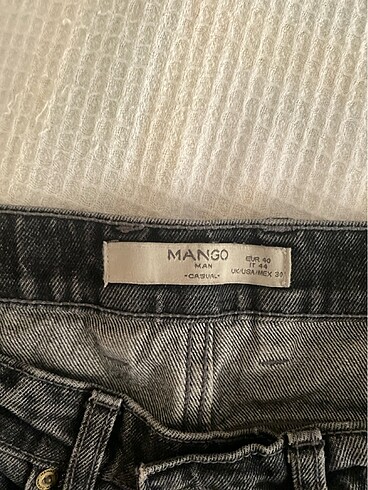 MANGO
MAN
-CASUAL-
EUR 40
IT 44
UK/USA/MEX 30